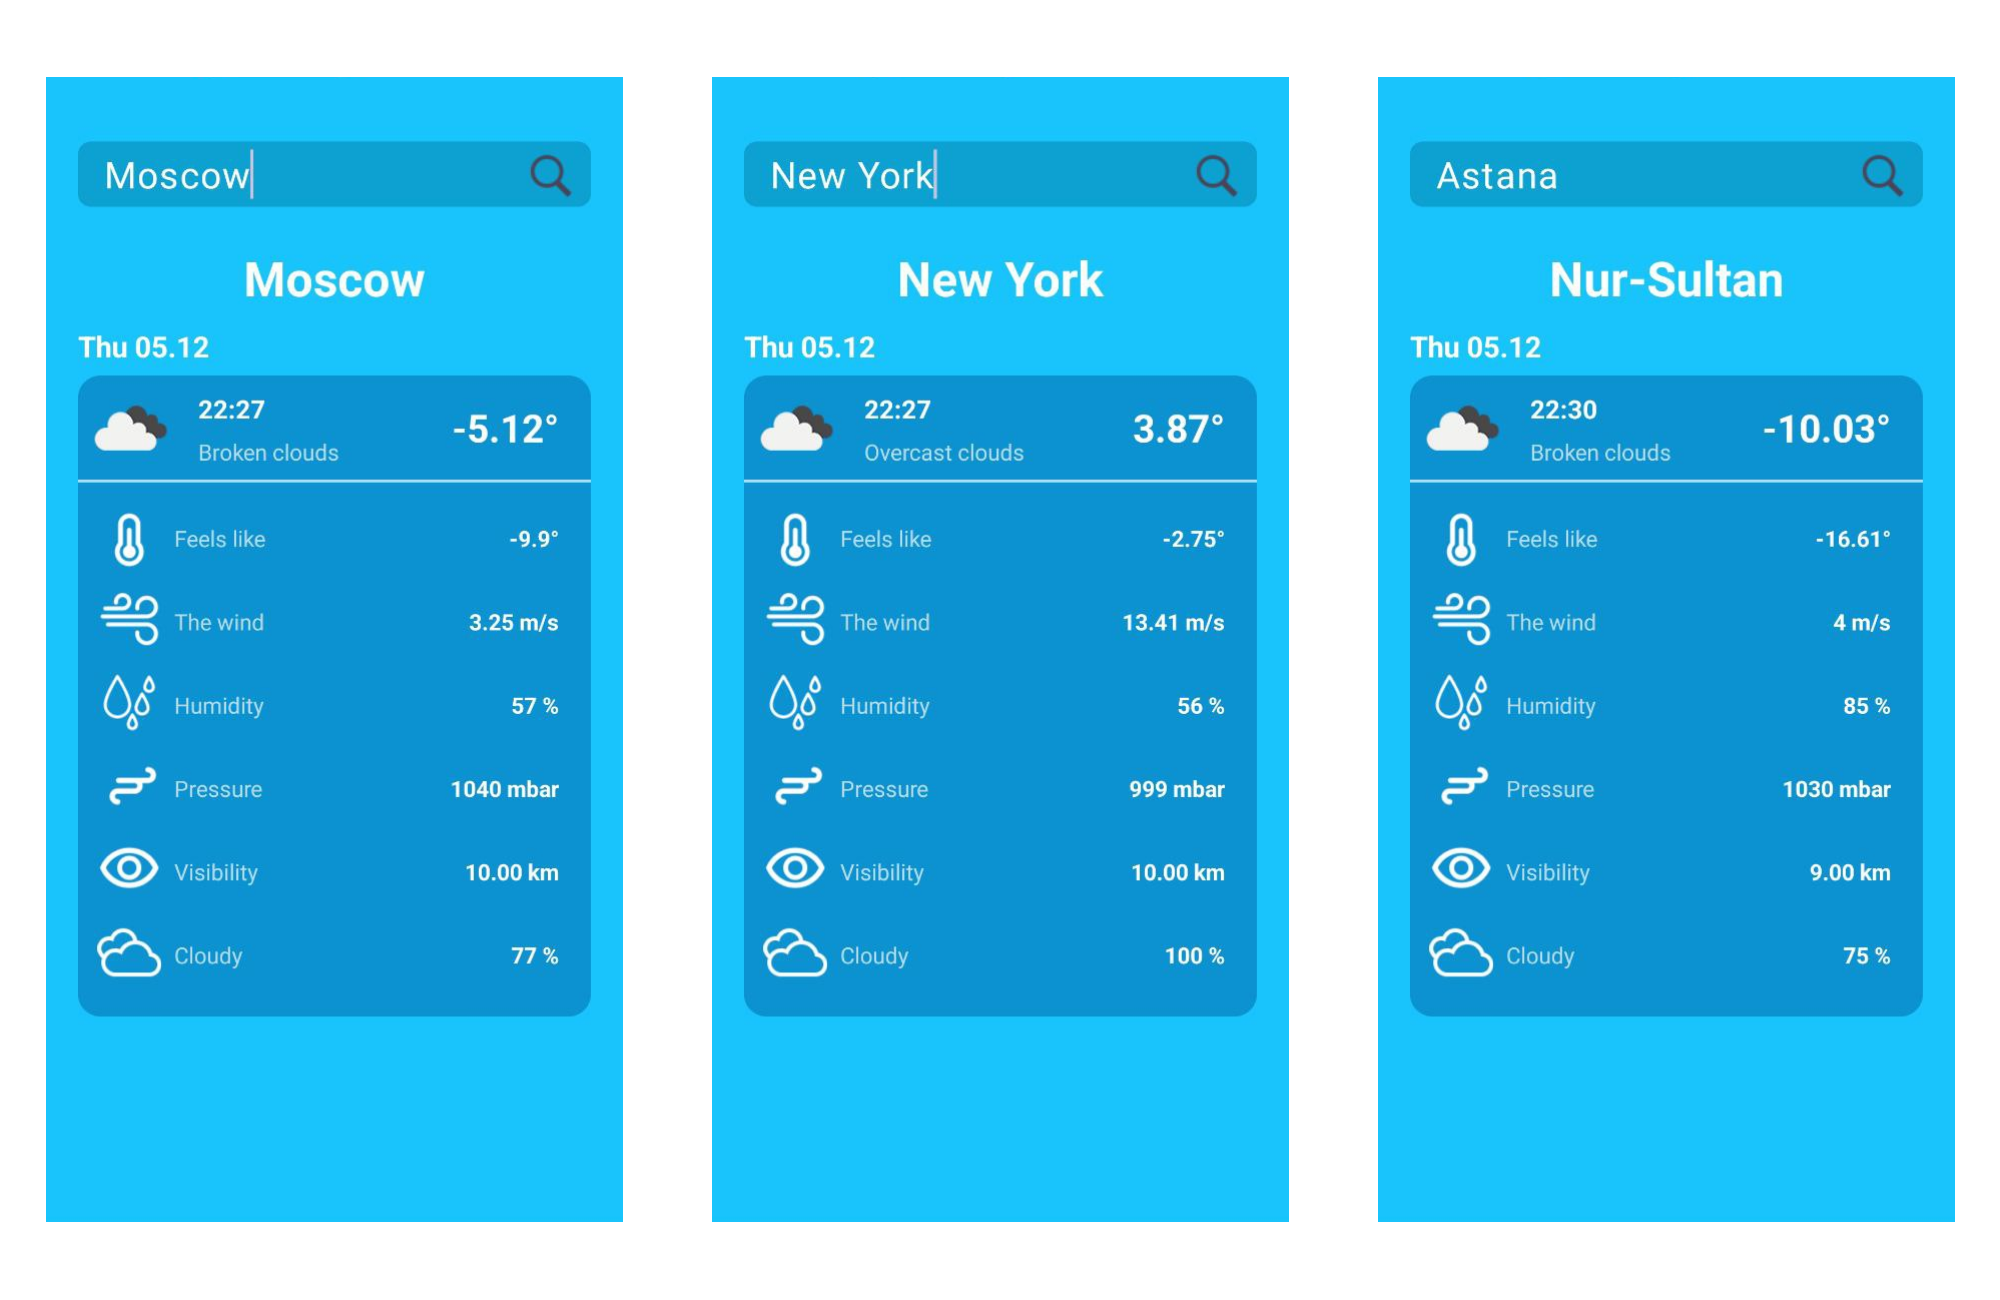 Moscow
Moscow
Thu 05.12
22:27
Broken clouds
-5.12°
Feels like -9.9°
The wind 3.25 m/s
Humidity 57 %
Pressure 1040 mbar
Visibility 10.00 km
Cloudy 77 %
New York
New York
Thu 05.12
22:27
Overcast clouds
3.87°
Feels like -2.75°
The wind 13.41 m/s
Humidity 56 %
Pressure 999 mbar
Visibility 10.00 km
Cloudy 100 %
Astana
Nur-Sultan
Thu 05.12
22:30
Broken clouds
-10.03°
Feels like -16.61°
The wind 4 m/s
Humidity 85 %
Pressure 1030 mbar
Visibility 9.00 km
Cloudy 75 %